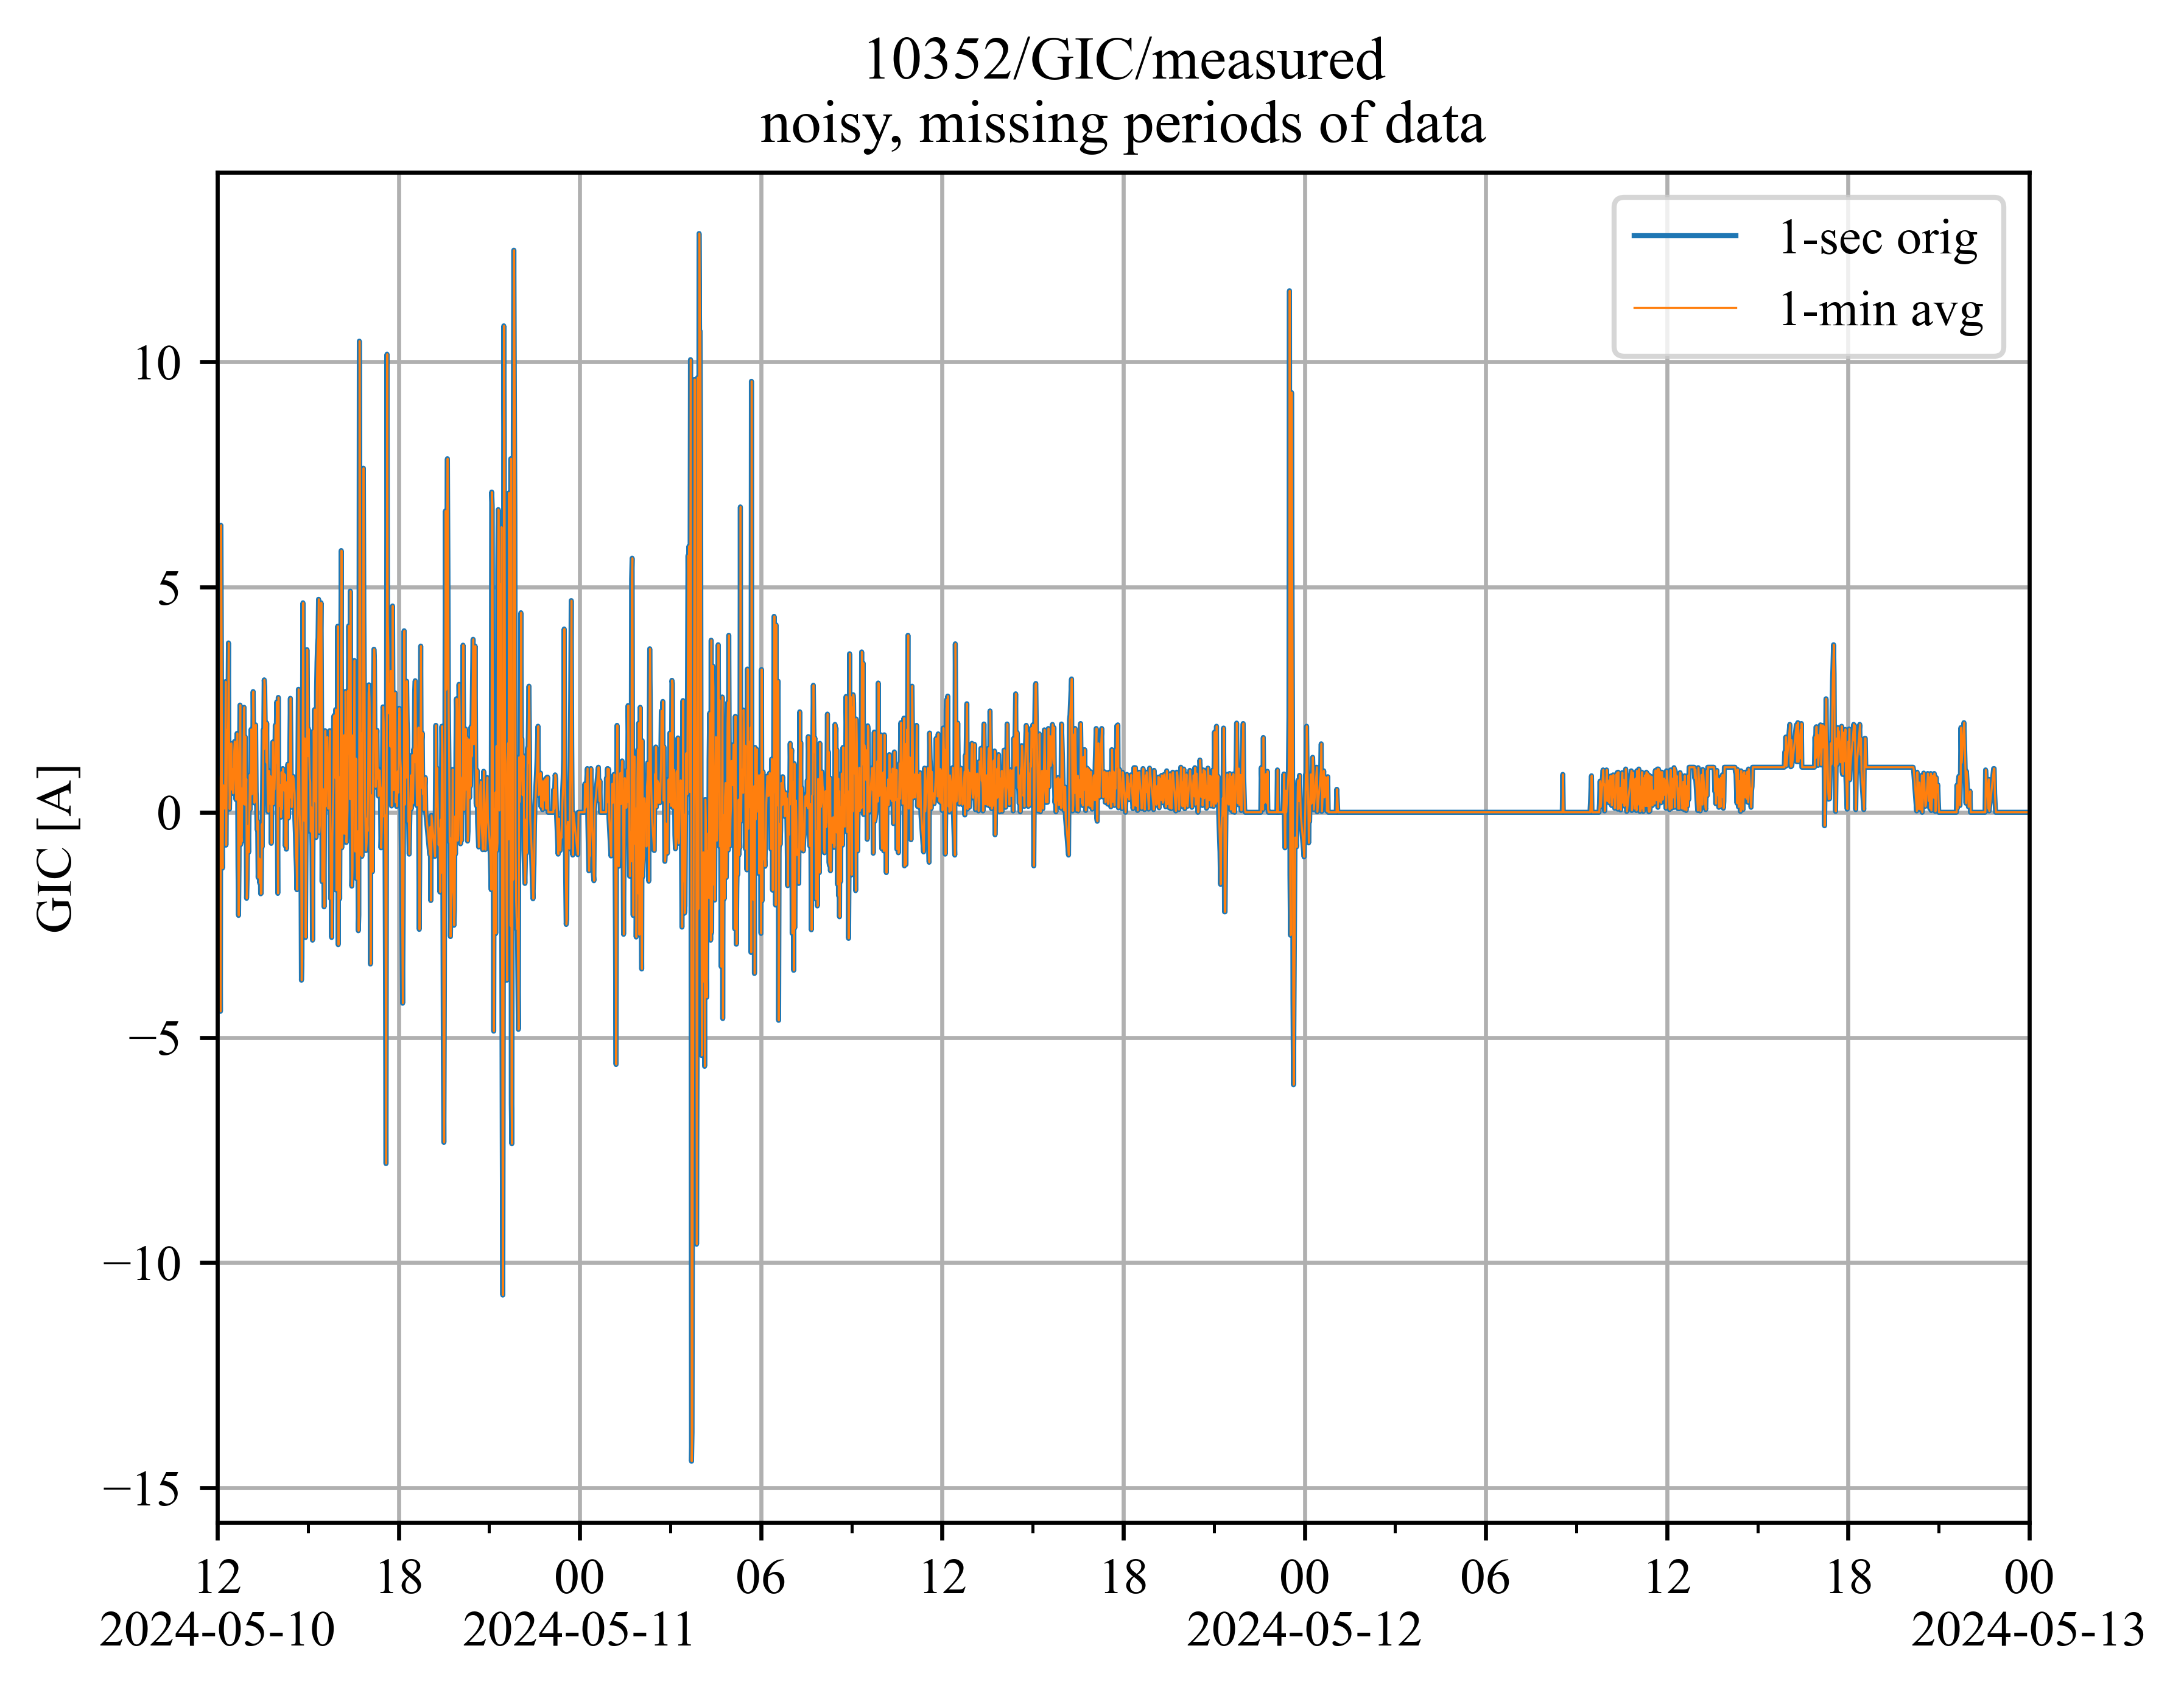 10352/GIC/measured
noisy, missing periods of data
1-sec orig
1-min avg
10
5
0
−5
−10
−15
GIC [A]
12 18 00 06 12 18 00 06 12 18 00
2024-05-10 2024-05-11 2024-05-12 2024-05-13